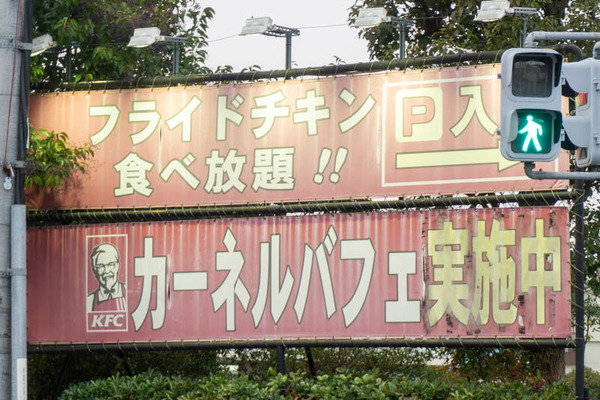 フライドチキン
食べ放題!!
P入
KFC
カーネルバフェ実施中